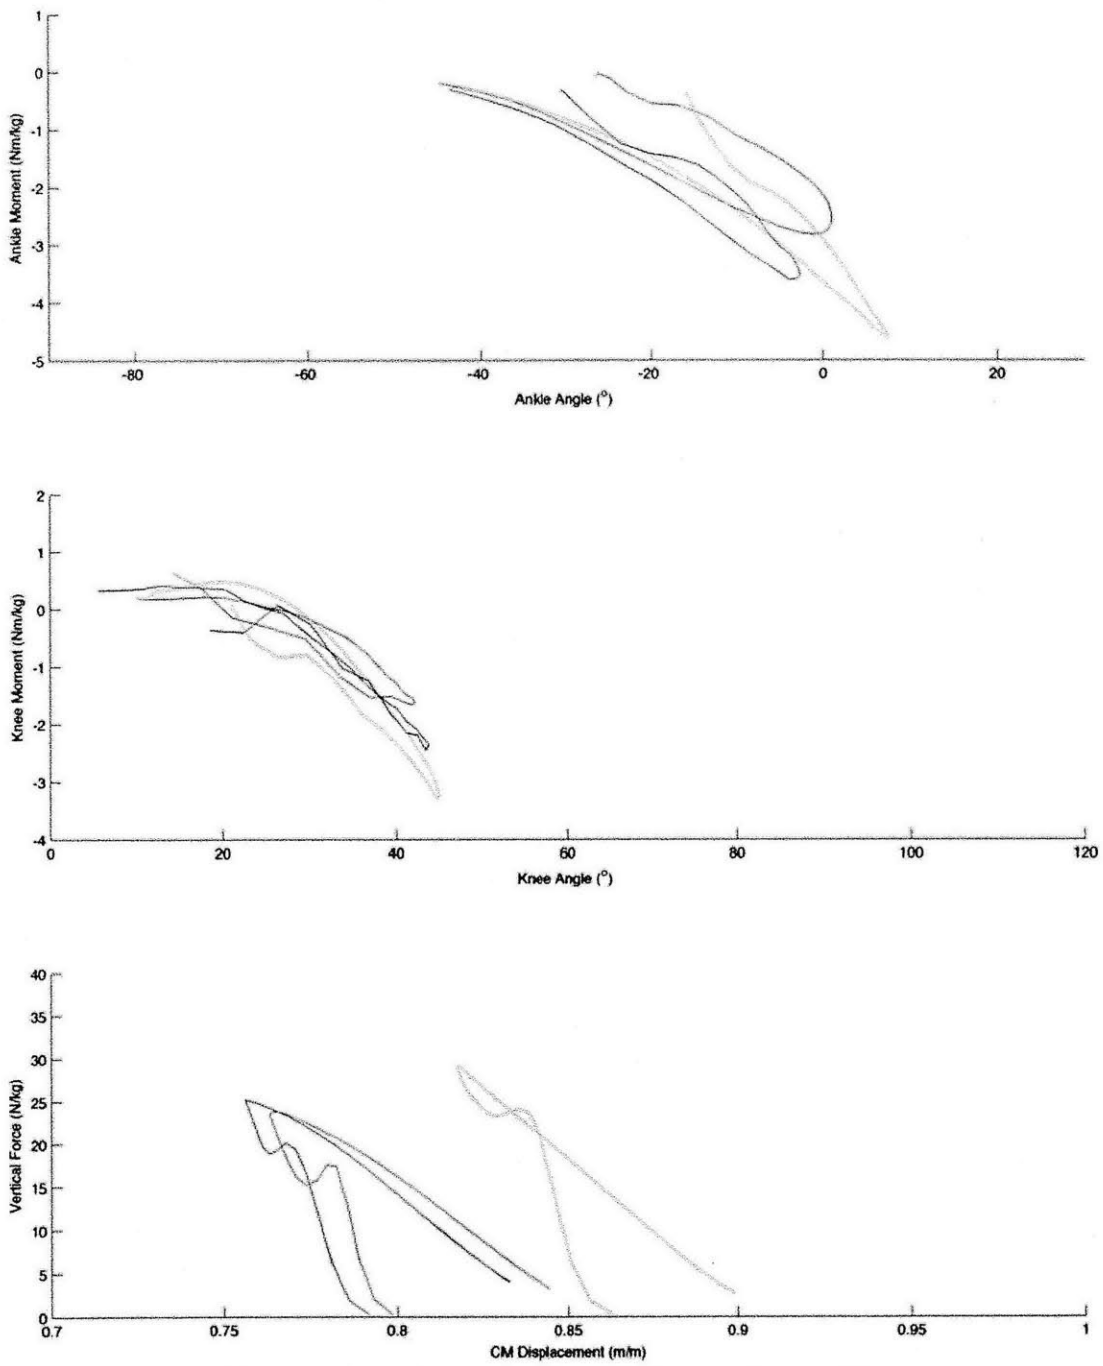 1
0
-1
-2
-3
-4
-5
Ankle Moment (Nm/kg)
-80 -60 -40 -20 0 20
Ankle Angle (°)
2
1
0
-1
-2
-3
-4
Knee Moment (Nm/kg)
0 20 40 60 80 100 120
Knee Angle (°)
40
35
30
25
20
15
10
5
0
Vertical Force (N/kg)
0.7 0.75 0.8 0.85 0.9 0.95 1
CM Displacement (m/m)